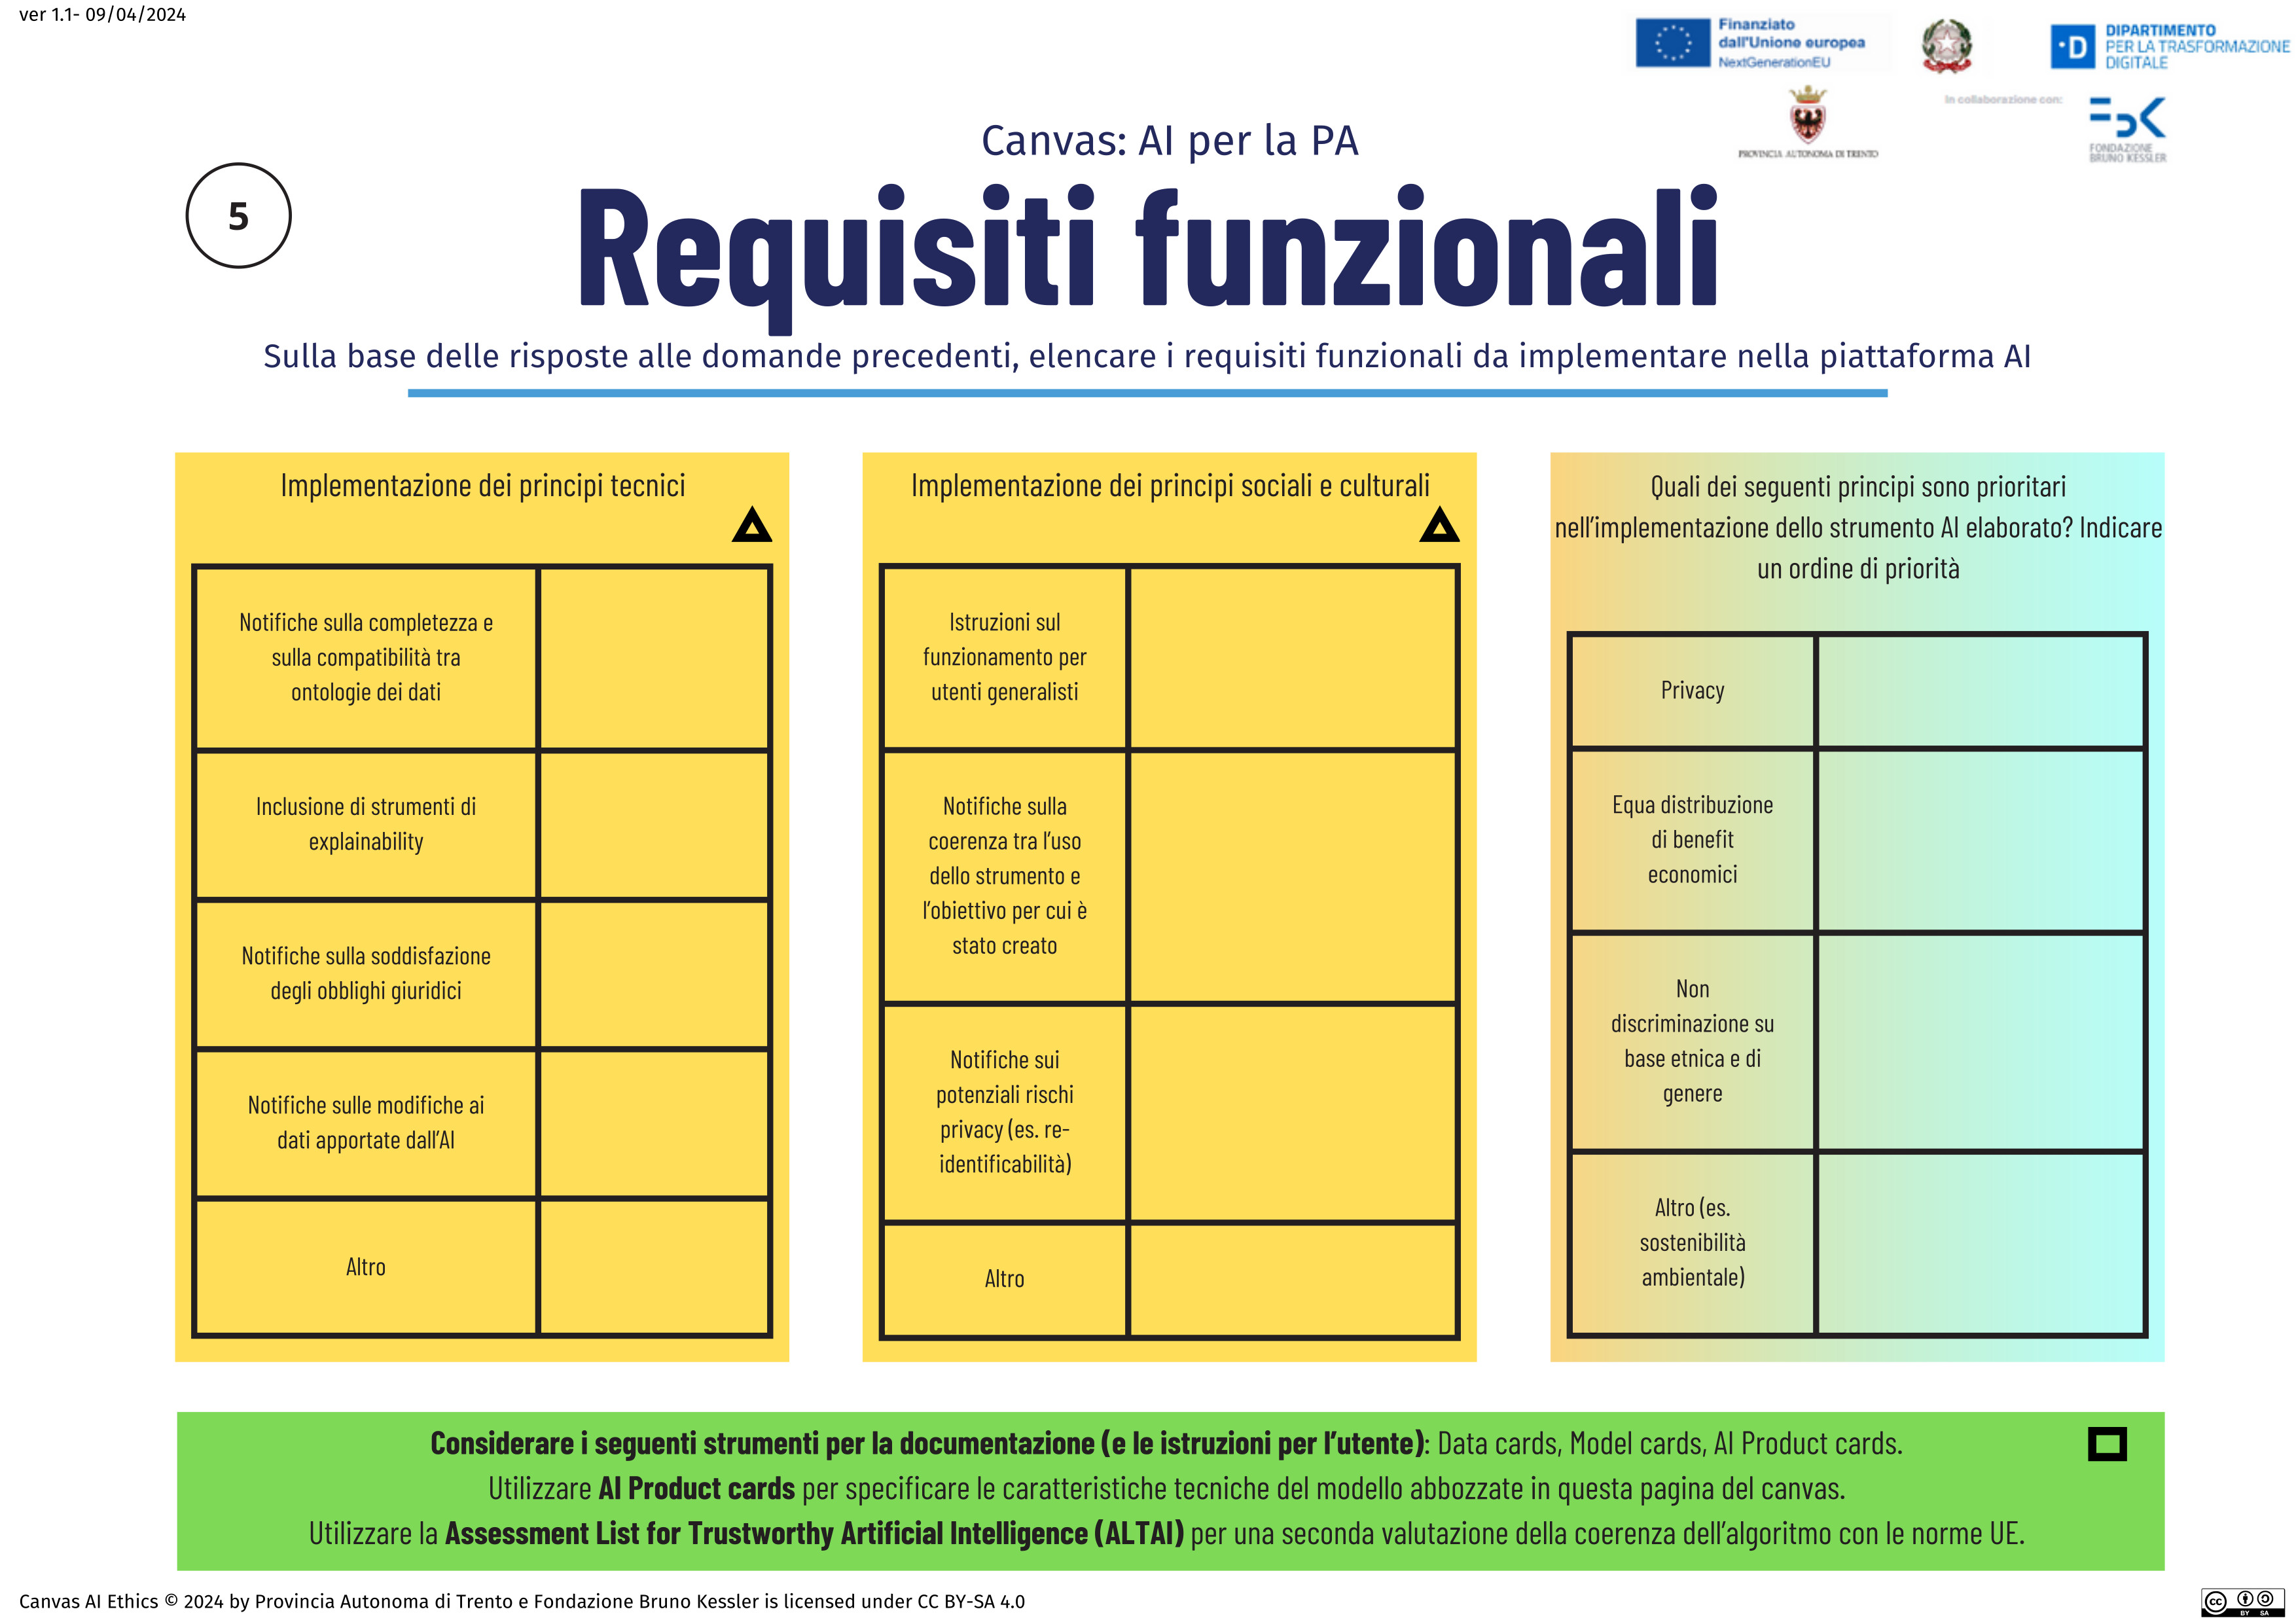 ver 1.1- 09/04/2024
Finanziato
dall'Unione europea
NextGenerationEU
DIPARTIMENTO
PER LA TRASFORMAZIONE
DIGITALE
PROVINCIA AUTONOMA DI TRENTO
In collaborazione con:
FONDAZIONE
BRUNO KESSLER
Canvas: AI per la PA
5
Requisiti funzionali
Sulla base delle risposte alle domande precedenti, elencare i requisiti funzionali da implementare nella piattaforma AI
Implementazione dei principi tecnici
Notifiche sulla completezza e
sulla compatibilità tra
ontologie dei dati
Inclusione di strumenti di
explainability
Notifiche sulla soddisfazione
degli obblighi giuridici
Notifiche sulle modifiche ai
dati apportate dall'AI
Altro
Implementazione dei principi sociali e culturali
Istruzioni sul
funzionamento per
utenti generalisti
Notifiche sulla
coerenza tra l'uso
dello strumento e
l'obiettivo per cui è
stato creato
Notifiche sui
potenziali rischi
privacy (es. re-
identificabilità)
Altro
Quali dei seguenti principi sono prioritari
nell'implementazione dello strumento AI elaborato? Indicare
un ordine di priorità
Privacy
Equa distribuzione
di benefit
economici
Non
discriminazione su
base etnica e di
genere
Altro (es.
sostenibilità
ambientale)
Considerare i seguenti strumenti per la documentazione (e le istruzioni per l'utente): Data cards, Model cards, AI Product cards.
Utilizzare AI Product cards per specificare le caratteristiche tecniche del modello abbozzate in questa pagina del canvas.
Utilizzare la Assessment List for Trustworthy Artificial Intelligence (ALTAI) per una seconda valutazione della coerenza dell'algoritmo con le norme UE.
Canvas AI Ethics © 2024 by Provincia Autonoma di Trento e Fondazione Bruno Kessler is licensed under CC BY-SA 4.0
cc BY SA